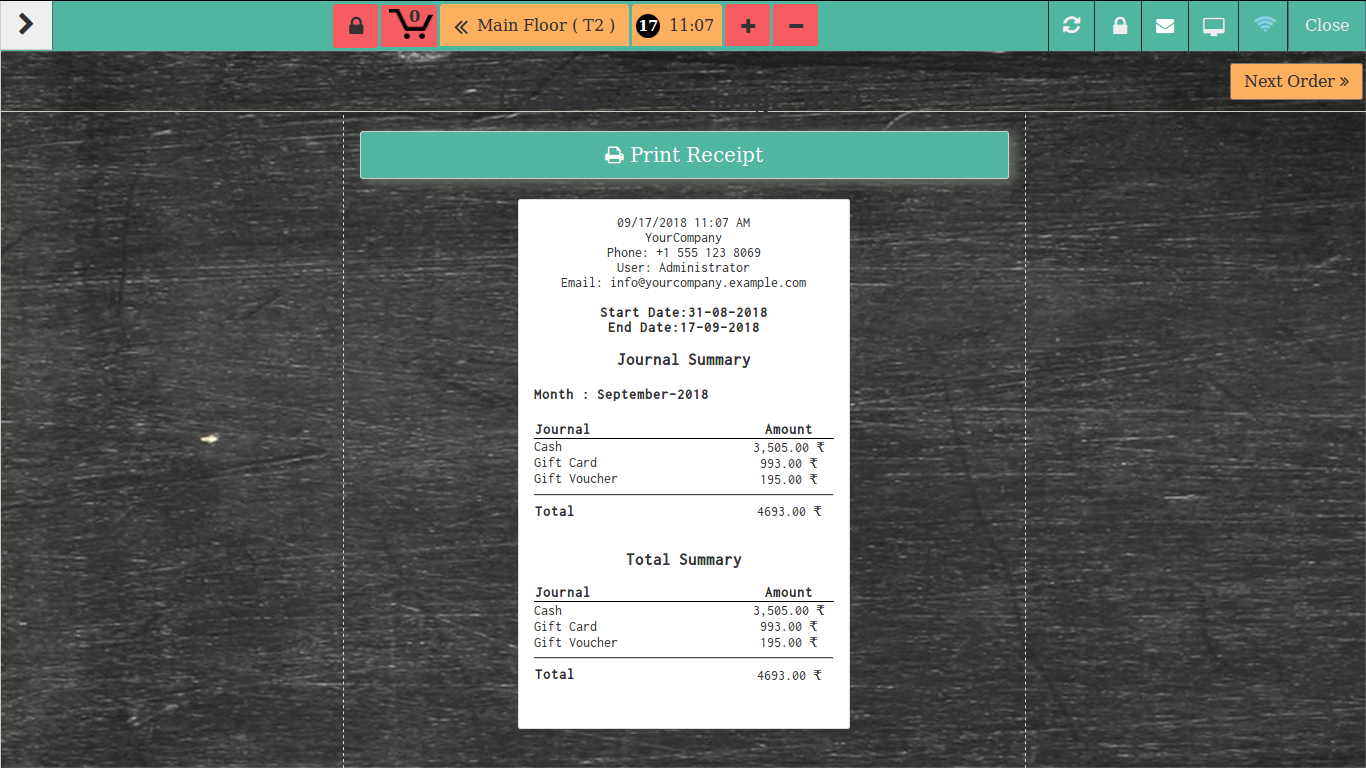 0
Main Floor ( T2 )
17 11:07
Close
Next Order
Print Receipt
09/17/2018 11:07 AM
YourCompany
Phone: +1 555 123 8069
User: Administrator
Email: info@yourcompany.example.com
Start Date:31-08-2018
End Date:17-09-2018
Journal Summary
Month : September-2018
Journal Amount
Cash 3,505.00 ₹
Gift Card 993.00 ₹
Gift Voucher 195.00 ₹
Total 4693.00 ₹
Total Summary
Journal Amount
Cash 3,505.00 ₹
Gift Card 993.00 ₹
Gift Voucher 195.00 ₹
Total 4693.00 ₹